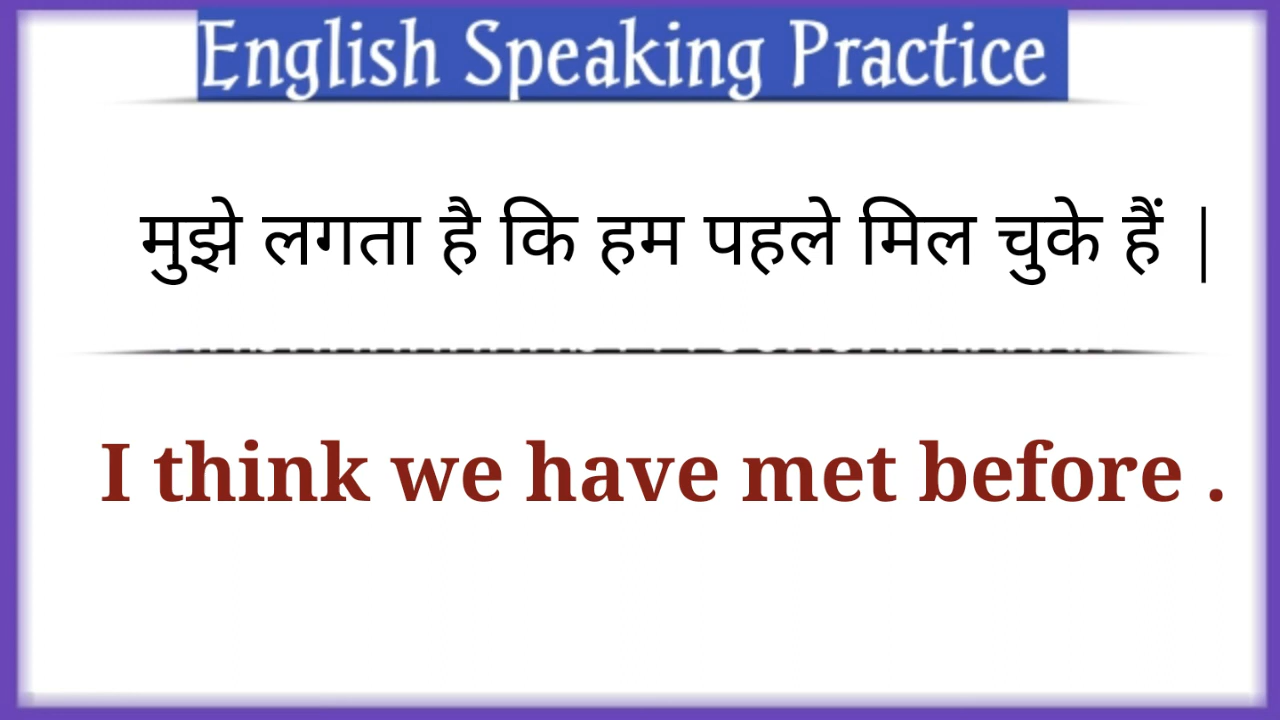 English Speaking Practice
मुझे लगता है कि हम पहले मिल चुके हैं |
I think we have met before .